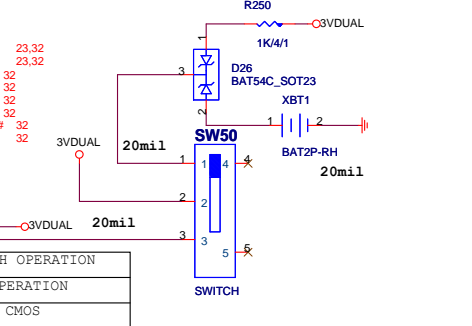 R250
3VDUAL
1K/4/1
23,32
23,32
32
32
32
32
# 32
32
1
3
D26
BAT54C_SOT23
2
XBT1
1 2
BAT2P-RH
20mil
3VDUAL
20mil
SW50
1 1 4 4
2 2
3VDUAL 20mil
3 3
5 5
SWITCH
H OPERATION
PERATION
CMOS